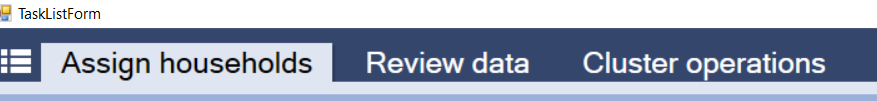 TaskListForm
Assign households Review data Cluster operations